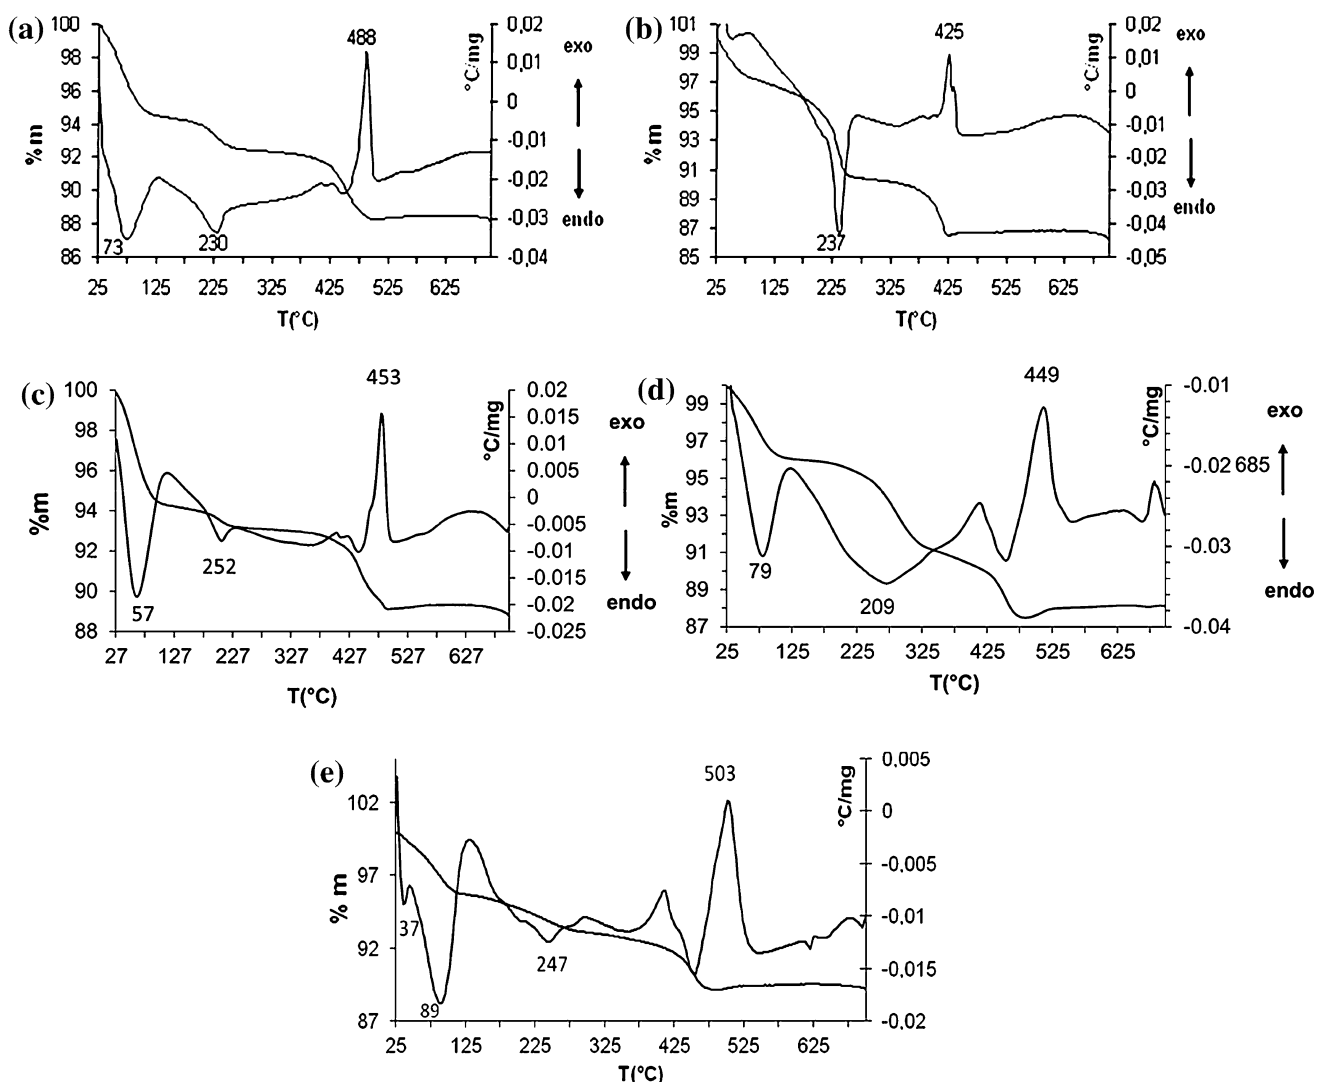 (a)
100
98
96
94
92
90
88
86
%m
488
73
230
0,02
0,01
0
-0,01
-0,02
-0,03
-0,04
°C/mg
exo
endo
25 125 225 325 425 525 625
T(°C)
(b)
101
99
97
95
93
91
89
87
85
%m
425
237
0,02
0,01
0
-0,01
-0,02
-0,03
-0,04
-0,05
°C/mg
exo
endo
25 125 225 325 425 525 625
T(°C)
(c)
100
98
96
94
92
90
88
%m
453
57
252
0.02
0.015
0.01
0.005
0
-0.005
-0.01
-0.015
-0.02
-0.025
°C/mg
exo
endo
27 127 227 327 427 527 627
T(°C)
(d)
99
97
95
93
91
89
87
%m
449
79
209
685
-0.01
-0.02
-0.03
-0.04
°C/mg
exo
endo
25 125 225 325 425 525 625
T(°C)
(e)
102
97
92
87
% m
503
37
89
247
0,005
0
-0,005
-0,01
-0,015
-0,02
°C/mg
25 125 225 325 425 525 625
T(°C)